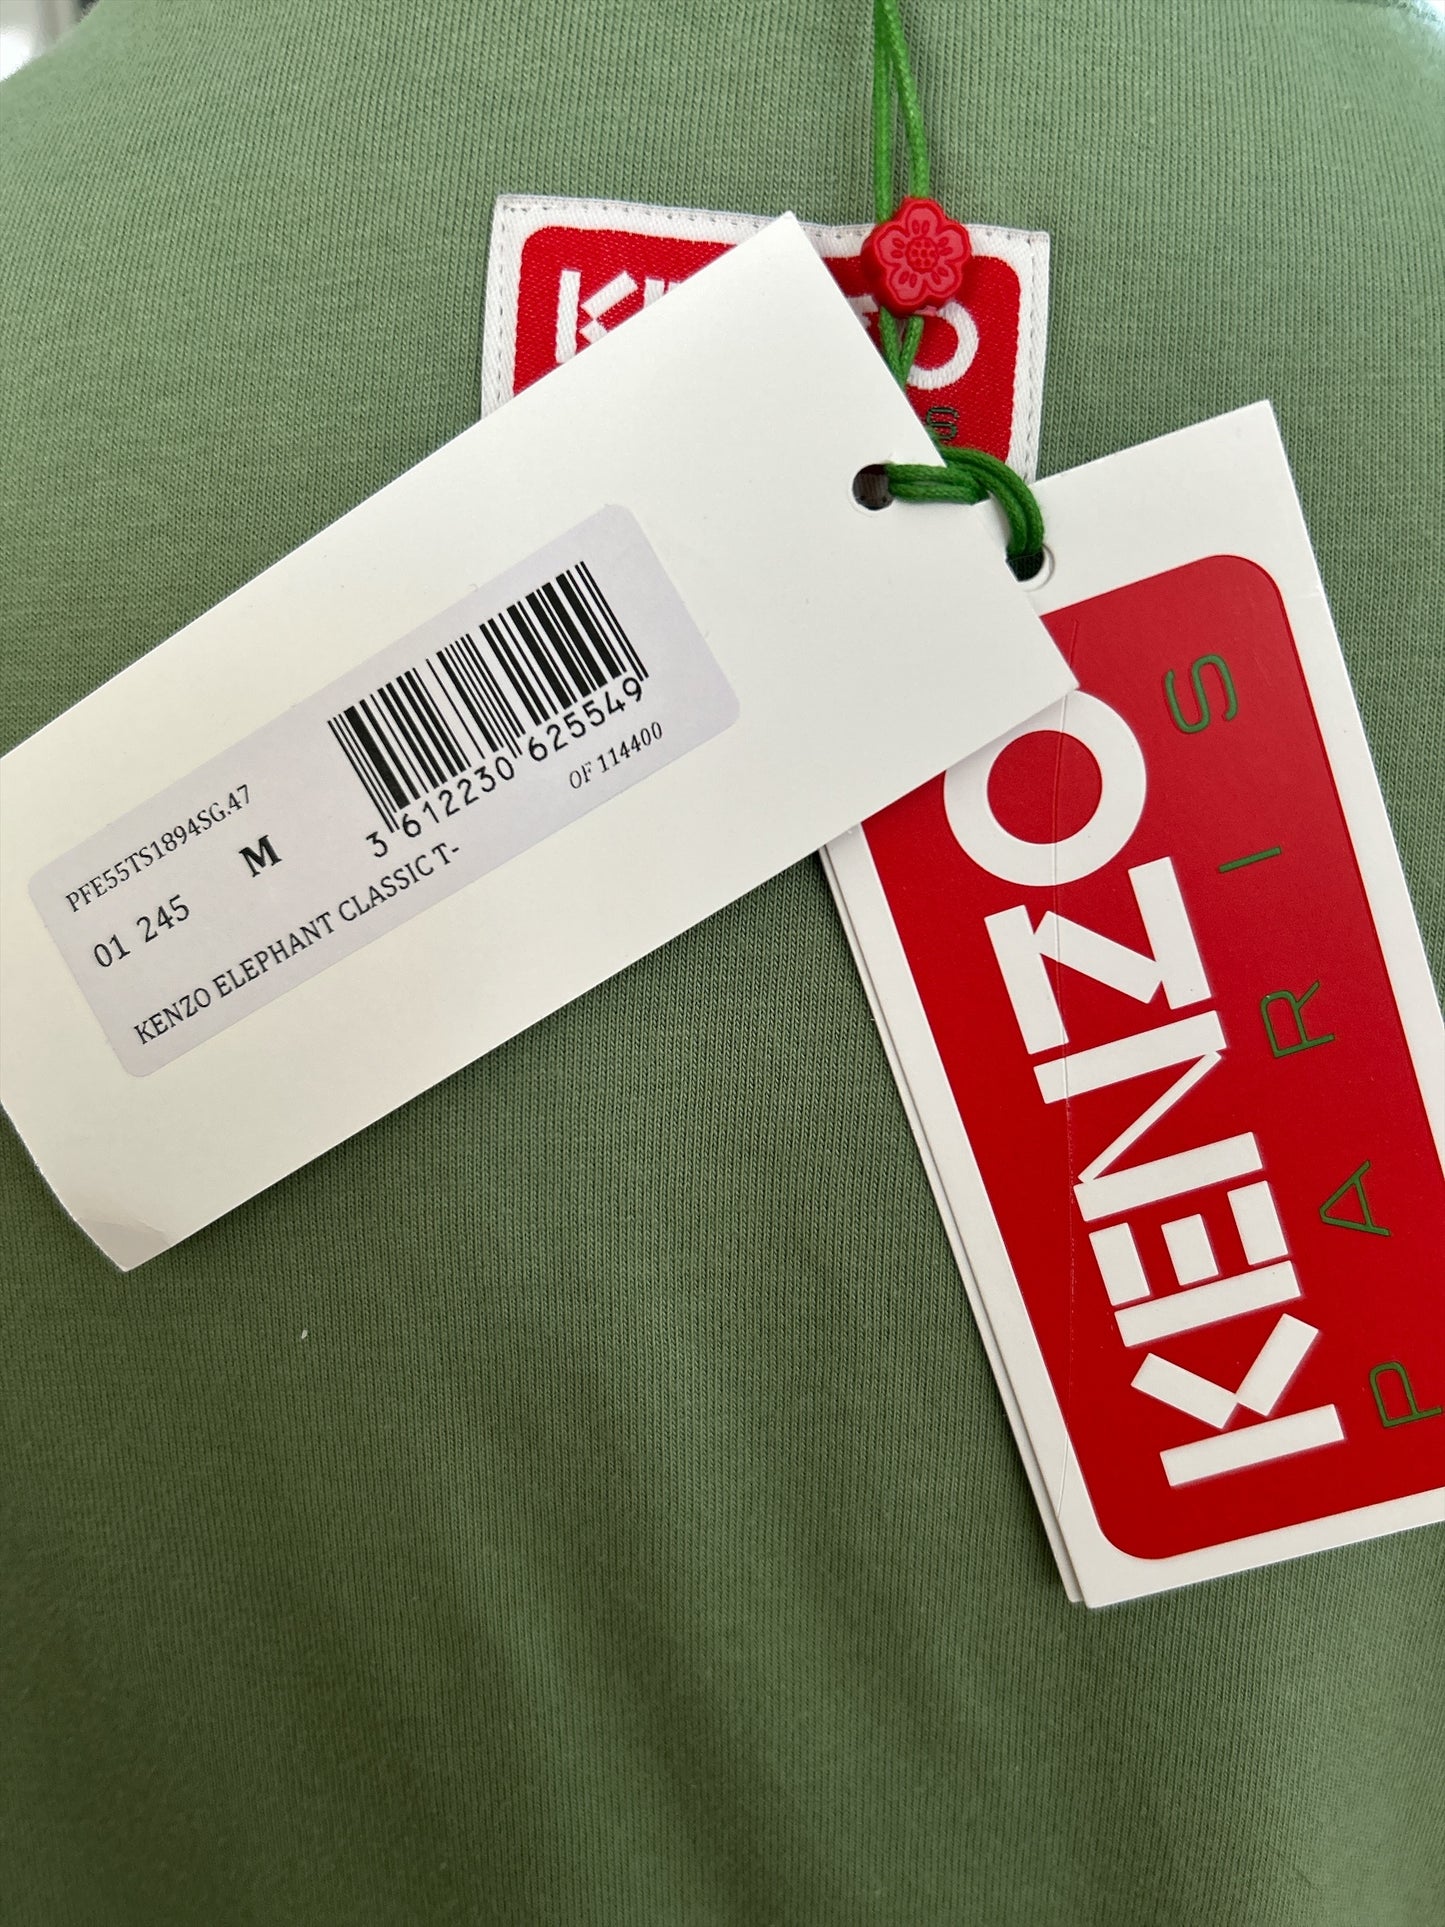 3 612230 625549
OF 114400
PFE55TS1894SG.47
01 245 M
KENZO ELEPHANT CLASSIC T-
KENZO
PARIS